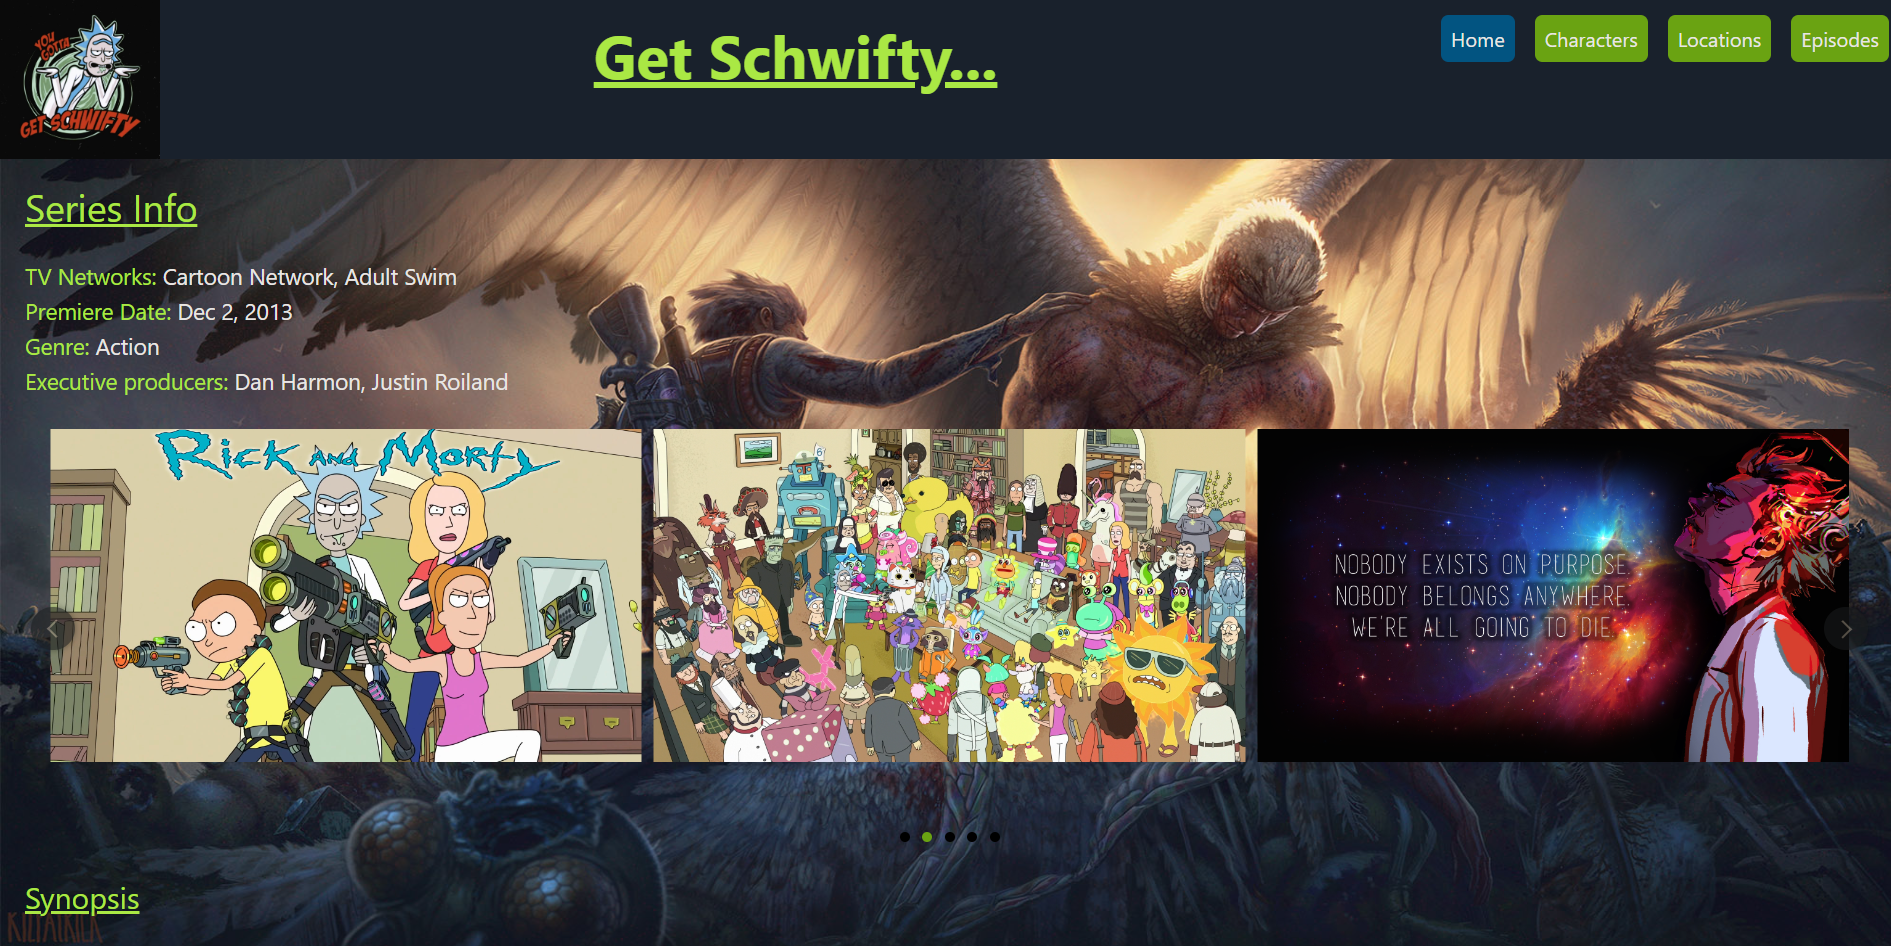 YOU
GOTTA
GET SCHWIFTY
Get Schwifty...
Home
Characters
Locations
Episodes
Series Info
TV Networks: Cartoon Network, Adult Swim
Premiere Date: Dec 2, 2013
Genre: Action
Executive producers: Dan Harmon, Justin Roiland
Rick AND Morty
NOBODY EXISTS ON PURPOSE.
NOBODY BELONGS ANYWHERE.
WE'RE ALL GOING TO DIE.
Synopsis